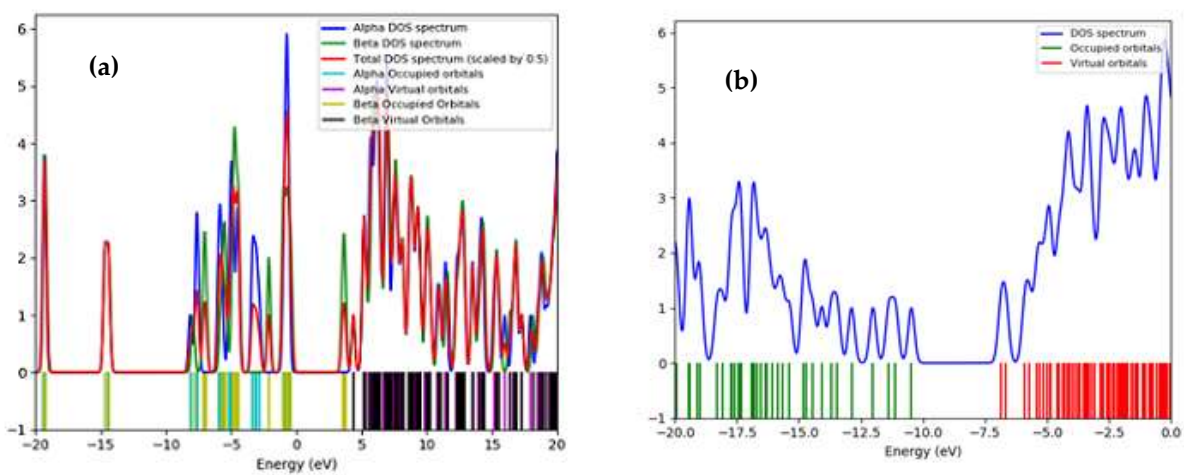 (a)
Alpha DOS spectrum
Beta DOS spectrum
Total DOS spectrum (scaled by 0.5)
Alpha Occupied orbitals
Alpha Virtual orbitals
Beta Occupied Orbitals
Beta Virtual Orbitals
6
5
4
3
2
1
0
−1
−20 −15 −10 −5 0 5 10 15 20
Energy (eV)
(b)
DOS spectrum
Occupied orbitals
Virtual orbitals
6
5
4
3
2
1
0
−1
−20.0 −17.5 −15.0 −12.5 −10.0 −7.5 −5.0 −2.5 0.0
Energy (eV)